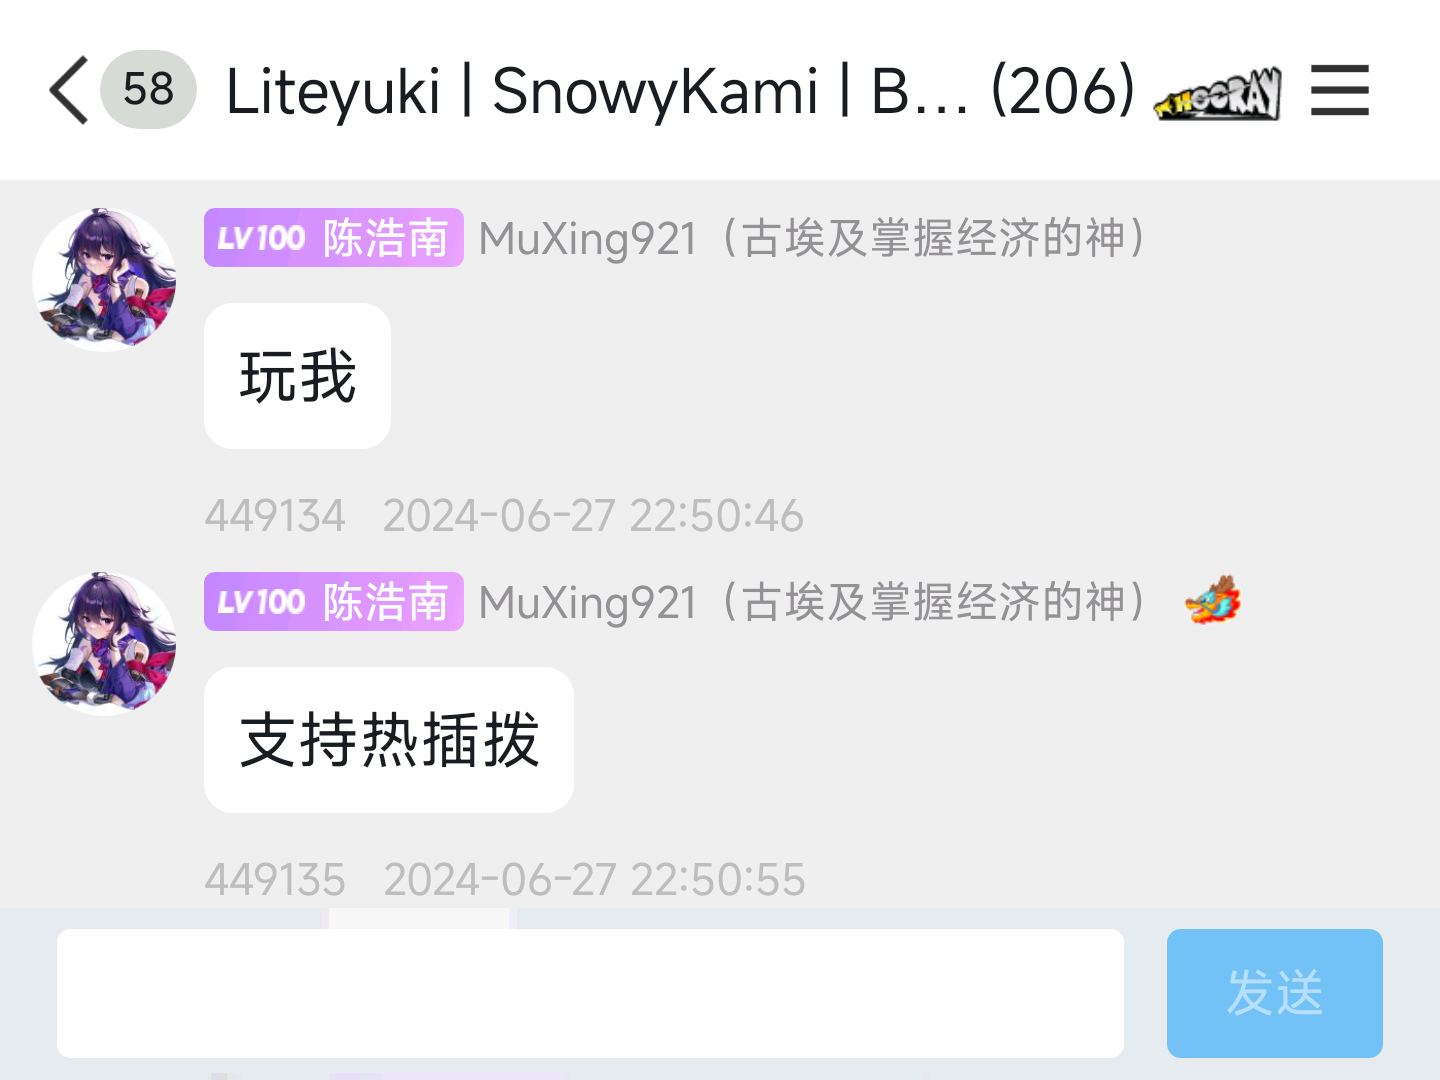 58 Liteyuki | SnowyKami | B... (206) HOORAY
LV100 陈浩南 MuXing921（古埃及掌握经济的神）
玩我
449134 2024-06-27 22:50:46
LV100 陈浩南 MuXing921（古埃及掌握经济的神）
支持热插拨
449135 2024-06-27 22:50:55
发送